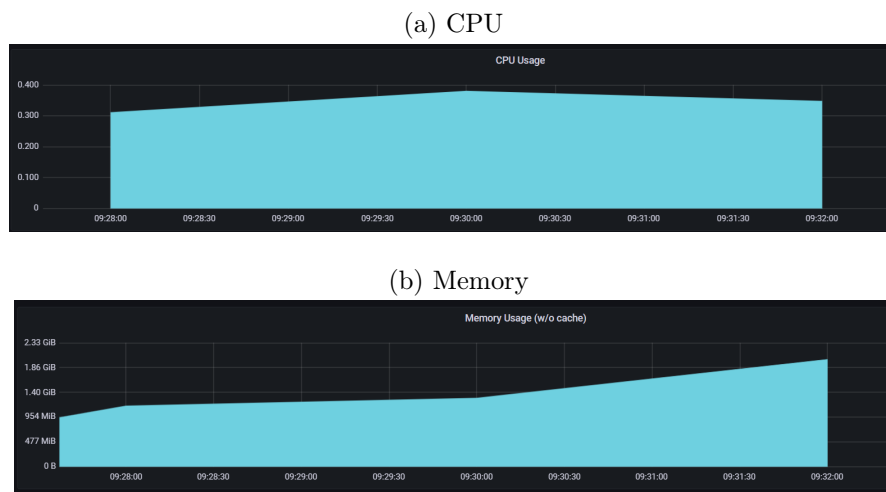 (a) CPU
CPU Usage
0.400
0.300
0.200
0.100
0
09:28:00 09:28:30 09:29:00 09:29:30 09:30:00 09:30:30 09:31:00 09:31:30 09:32:00
(b) Memory
Memory Usage (w/o cache)
2.33 GiB
1.86 GiB
1.40 GiB
954 MiB
477 MiB
0 B
09:28:00 09:28:30 09:29:00 09:29:30 09:30:00 09:30:30 09:31:00 09:31:30 09:32:00